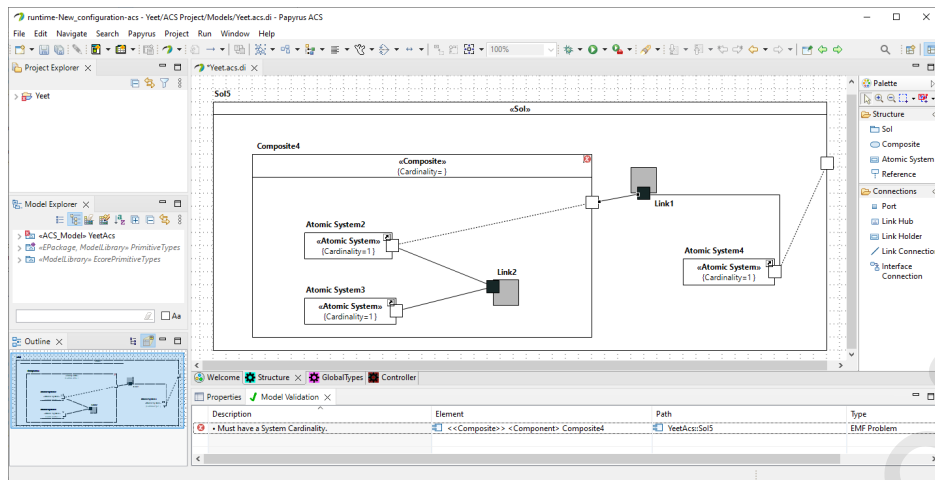 runtime-New_configuration-acs - Yeet/ACS Project/Models/Yeet.acs.di - Papyrus ACS
File Edit Navigate Search Papyrus Project Run Window Help
100%
Project Explorer
*Yeet.acs.di
Yeet
Palette
Sol5
«Sol»
Structure
Sol
Composite
Atomic System
Reference
Composite4
«Composite»
{Cardinality= }
Link1
Connections
Port
Link Hub
Link Holder
Link Connectio
Interface
Connection
Model Explorer
«ACS_Model» YeetAcs
«EPackage, ModelLibrary» PrimitiveTypes
«ModelLibrary» EcorePrimitiveTypes
Aa
Atomic System2
«Atomic System»
{Cardinality=1}
Atomic System4
«Atomic System»
{Cardinality=1}
Link2
Atomic System3
«Atomic System»
{Cardinality=1}
Outline
Welcome Structure GlobalTypes Controller
Properties Model Validation
Description Element Path Type
• Must have a System Cardinality. <<Composite>> <Component> Composite4 YeetAcs::Sol5 EMF Problem